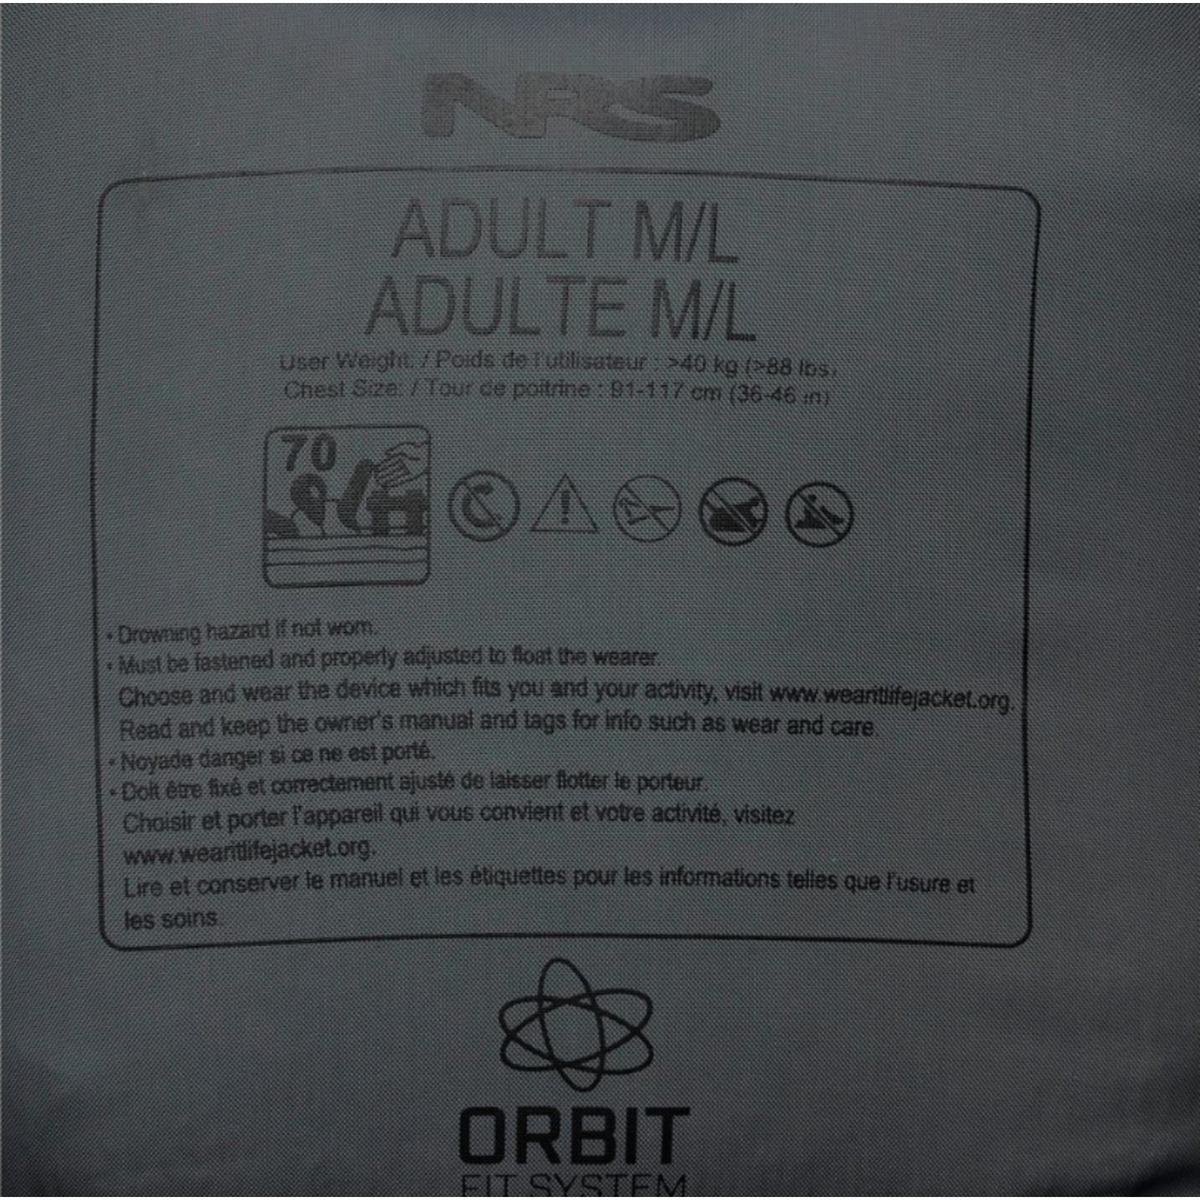 NRS
ADULT M/L
ADULTE M/L
User Weight: / Poids de l'utilisateur : >40 kg (>88 lbs)
Chest Size: / Tour de poitrine : 91-117 cm (36-46 in)
70
• Drowning hazard if not worn.
• Must be fastened and properly adjusted to float the wearer.
Choose and wear the device which fits you and your activity, visit www.wearitlifejacket.org.
Read and keep the owner's manual and tags for info such as wear and care.
• Noyade danger si ce ne est porté.
• Doit être fixé et correctement ajusté de laisser flotter le porteur.
Choisir et porter l'appareil qui vous convient et votre activité, visitez
www.wearitlifejacket.org.
Lire et conserver le manuel et les étiquettes pour les informations telles que l'usure et
les soins.
ORBIT
FIT SYSTEM